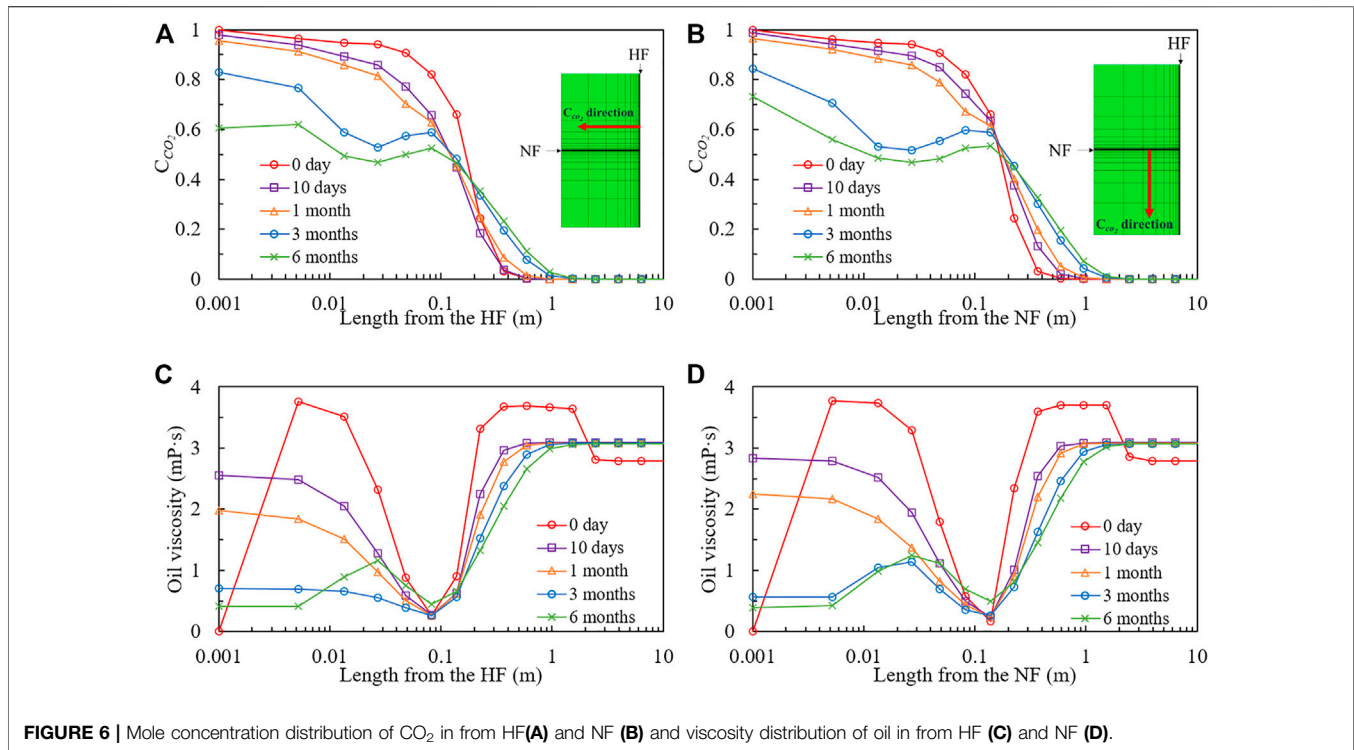 A
1
0.8
0.6
0.4
0.2
0
C_{CO_2}
0 day
10 days
1 month
3 months
6 months
HF
C_{co_2} direction
NF
0.001 0.01 0.1 1 10
Length from the HF (m)
B
1
0.8
0.6
0.4
0.2
0
C_{CO_2}
0 day
10 days
1 month
3 months
6 months
HF
NF
C_{co_2} direction
0.001 0.01 0.1 1 10
Length from the NF (m)
C
4
3
2
1
0
Oil viscosity (mP·s)
0 day
10 days
1 month
3 months
6 months
0.001 0.01 0.1 1 10
Length from the HF (m)
D
4
3
2
1
0
Oil viscosity (mP·s)
0 day
10 days
1 month
3 months
6 months
0.001 0.01 0.1 1 10
Length from the NF (m)
FIGURE 6 | Mole concentration distribution of CO₂ in from HF(A) and NF (B) and viscosity distribution of oil in from HF (C) and NF (D).